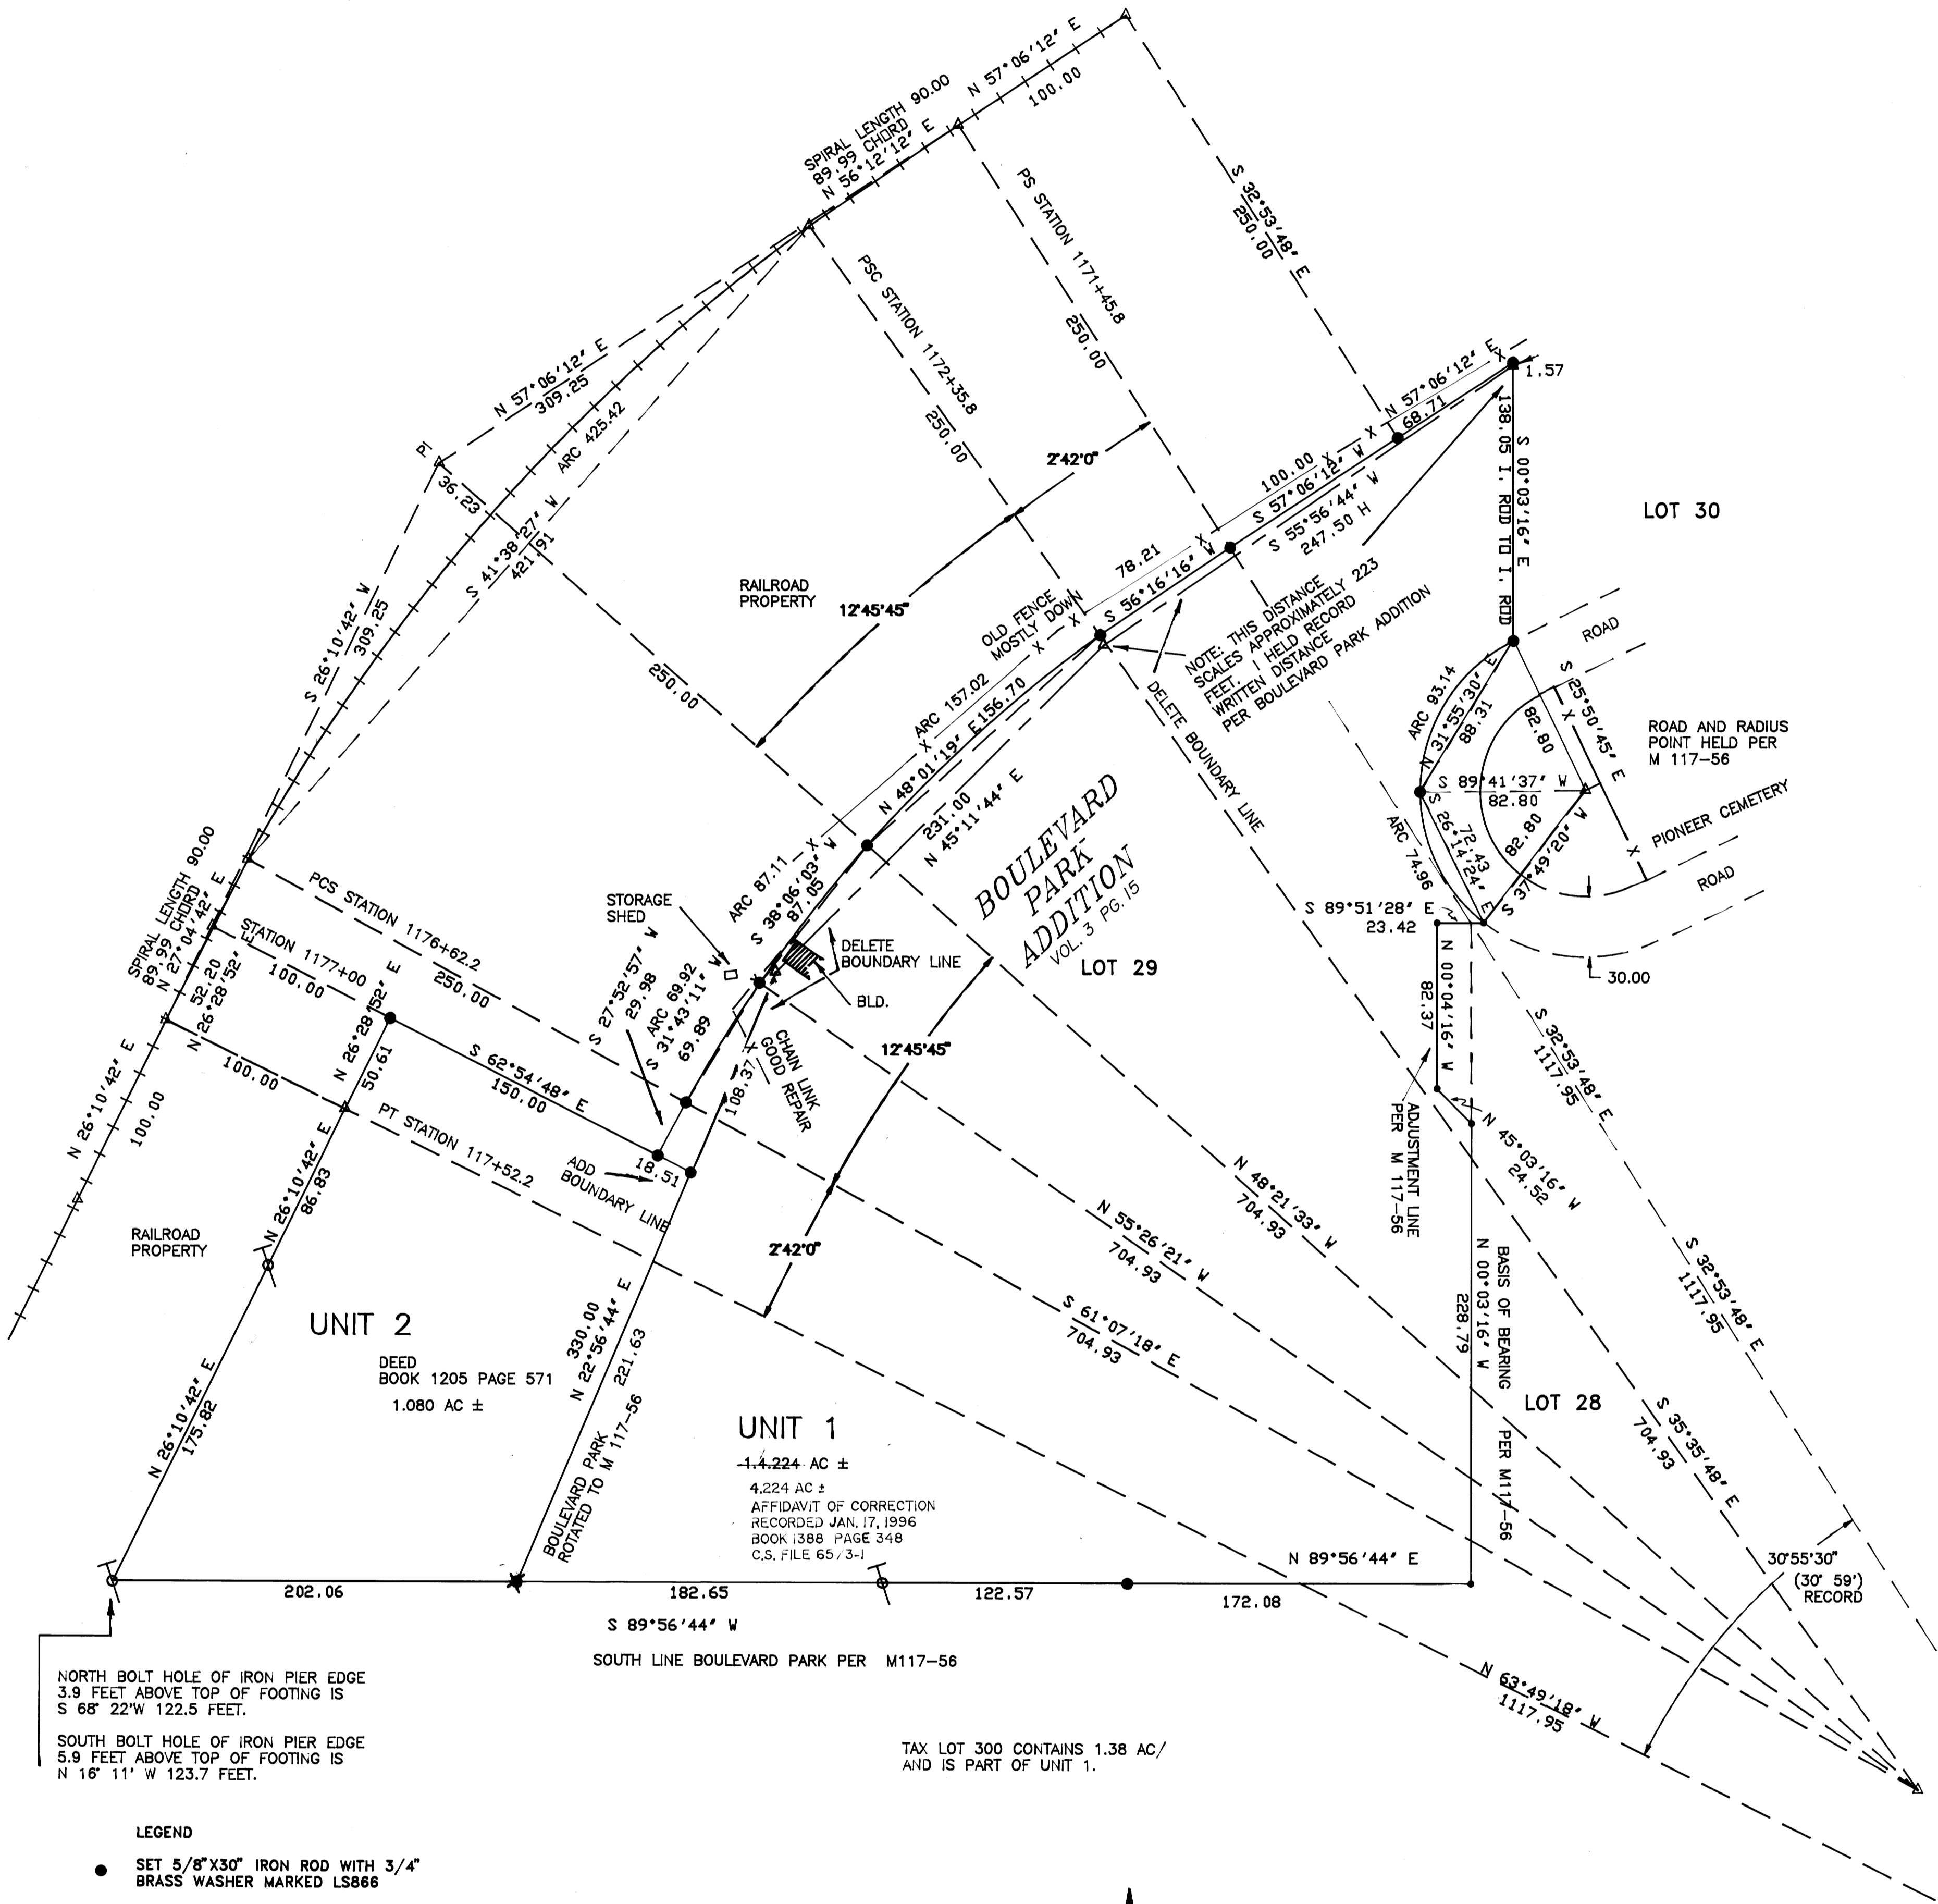 N 57°06'12" E
100.00
SPIRAL LENGTH 90.00
89.99 CHORD
N 56°12'12" E
S 32°53'48" E
250.00
PS STATION 1171+45.8
250.00
PSC STATION 1172+35.8
250.00
N 57°06'12" E
309.25
ARC 425.42
PI
36.23
S 41°38'27" W
421.91
S 26°10'42" W
309.25
RAILROAD
PROPERTY
2°42'0"
12°45'45"
250.00
N 57°06'12" E
68.71
1.57
100.00
S 57°06'12" W
S 55°56'44" W
247.50 H
78.21
S 56°16'16" W
OLD FENCE
MOSTLY DOWN
138.05 I. ROD TO I. ROD
S 00°03'16" E
LOT 30
NOTE: THIS DISTANCE
SCALES APPROXIMATELY 223
FEET. I HELD RECORD
WRITTEN DISTANCE
PER BOULEVARD PARK ADDITION
DELETE BOUNDARY LINE
ARC 157.02
N 48°01'19" E 156.70
231.00
N 45°11'44" E
ROAD
ARC 93.14
N 31°55'30" E
88.31
S 25°50'45" E
82.80
ROAD AND RADIUS
POINT HELD PER
M 117-56
S 89°41'37" W
82.80
PIONEER CEMETERY
ROAD
ARC 74.96
S 26°14'24" E
72.43
82.80
S 37°49'20" W
30.00
S 89°51'28" E
23.42
N 00°04'16" W
82.37
ADJUSTMENT LINE
PER M 117-56
N 45°03'16" W
24.52
BOULEVARD
PARK
ADDITION
VOL. 3 PG. 15
LOT 29
ARC 87.11
S 38°06'03" W
87.05
STORAGE
SHED
DELETE
BOUNDARY LINE
BLD.
S 27°52'57" W
29.98
ARC 69.92
S 31°43'11" W
69.89
CHAIN LINK
GOOD REPAIR
108.37
SPIRAL LENGTH 90.00
89.99 CHORD
N 27°04'42" E
PCS STATION 1176+62.2
250.00
STATION 1177+00
100.00
52.20
N 26°28'52" E
N 26°28'52" E
50.61
S 62°54'48" E
150.00
100.00
PT STATION 117+52.2
N 26°10'42" E
100.00
N 26°10'42" E
86.83
ADD
BOUNDARY LINE
18.51
12°45'45"
2°42'0"
RAILROAD
PROPERTY
N 48°21'33" W
704.93
N 55°26'21" W
704.93
S 61°07'18" E
704.93
S 32°53'48" E
1117.95
S 32°53'48" E
1117.95
BASIS OF BEARING PER M117-56
N 00°03'16" W
228.79
LOT 28
S 35°35'48" E
704.93
UNIT 2
DEED
BOOK 1205 PAGE 571
1.080 AC ±
N 26°10'42" E
175.82
330.00
N 22°56'44" E
221.63
BOULEVARD PARK
ROTATED TO M 117-56
UNIT 1
1.4.224 AC ±
4.224 AC ±
AFFIDAVIT OF CORRECTION
RECORDED JAN. 17, 1996
BOOK 1388 PAGE 348
C.S. FILE 65/3-1
N 89°56'44" E
30°55'30"
(30° 59')
RECORD
202.06
182.65
122.57
172.08
S 89°56'44" W
SOUTH LINE BOULEVARD PARK PER M117-56
N 63°49'18" W
1117.95
NORTH BOLT HOLE OF IRON PIER EDGE
3.9 FEET ABOVE TOP OF FOOTING IS
S 68° 22'W 122.5 FEET.
SOUTH BOLT HOLE OF IRON PIER EDGE
5.9 FEET ABOVE TOP OF FOOTING IS
N 16° 11' W 123.7 FEET.
TAX LOT 300 CONTAINS 1.38 AC/
AND IS PART OF UNIT 1.
LEGEND
SET 5/8"X30" IRON ROD WITH 3/4"
BRASS WASHER MARKED LS866